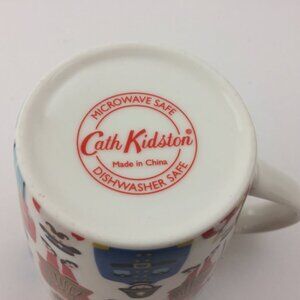 MICROWAVE SAFE
Cath Kidston®
Made in China
DISHWASHER SAFE